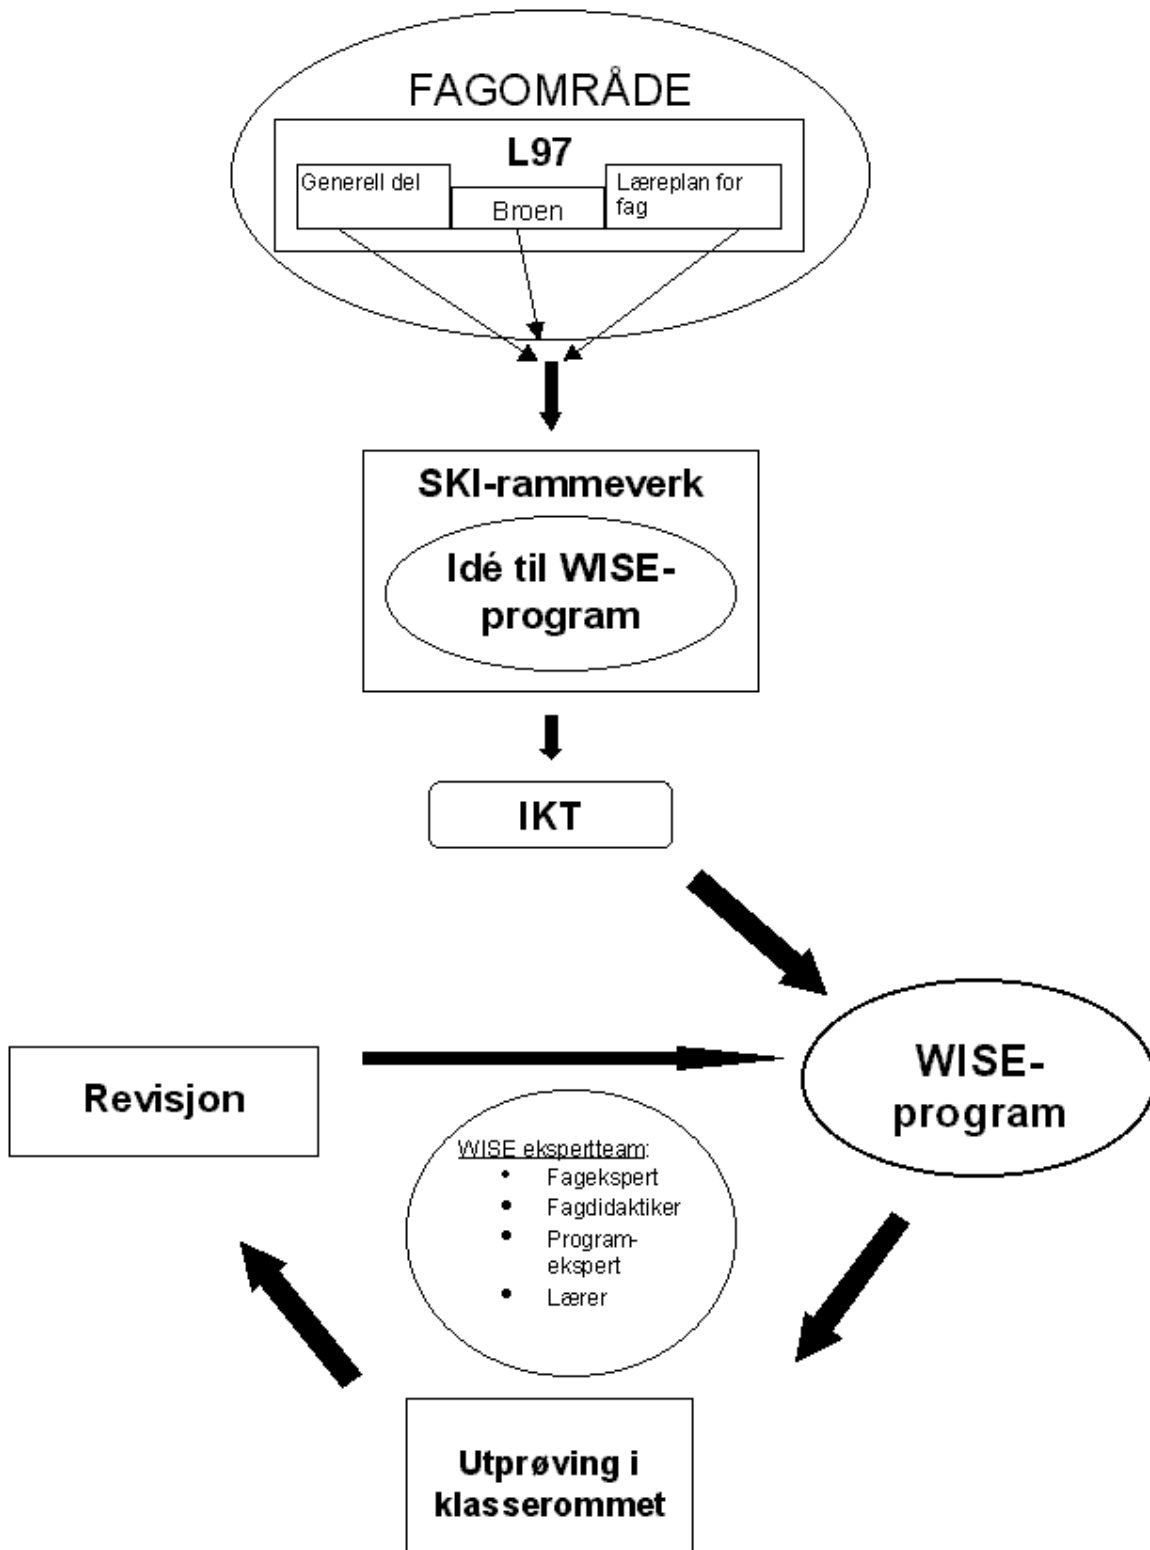 FAGOMRÅDE
L97
Generell del
Broen
Læreplan for
fag
SKI-rammeverk
Idé til WISE-
program
IKT
WISE-
program
Revisjon
WISE ekspertteam:
• Fagekspert
• Fagdidaktiker
• Program-
ekspert
• Lærer
Utprøving i
klasserommet